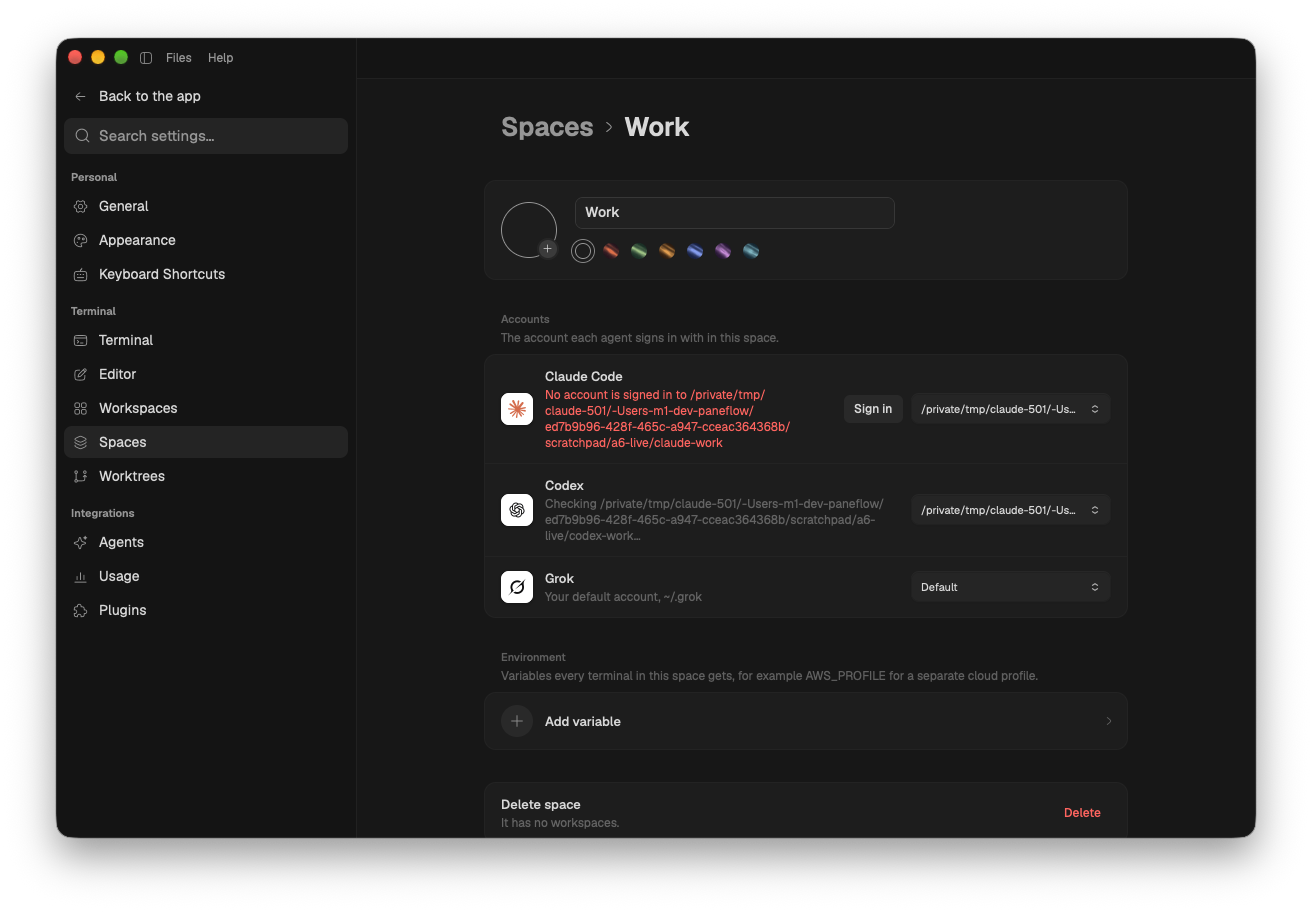 Files Help
Back to the app
Search settings...
Personal
General
Appearance
Keyboard Shortcuts
Terminal
Terminal
Editor
Workspaces
Spaces
Worktrees
Integrations
Agents
Usage
Plugins
Spaces › Work
Work
Accounts
The account each agent signs in with in this space.
Claude Code
No account is signed in to /private/tmp/
claude-501/-Users-m1-dev-paneflow/
ed7b9b96-428f-465c-a947-cceac364368b/
scratchpad/a6-live/claude-work
Sign in
/private/tmp/claude-501/-Us...
Codex
Checking /private/tmp/claude-501/-Users-m1-dev-paneflow/
ed7b9b96-428f-465c-a947-cceac364368b/scratchpad/a6-
live/codex-work...
/private/tmp/claude-501/-Us...
Grok
Your default account, ~/.grok
Default
Environment
Variables every terminal in this space gets, for example AWS_PROFILE for a separate cloud profile.
Add variable
Delete space
It has no workspaces.
Delete